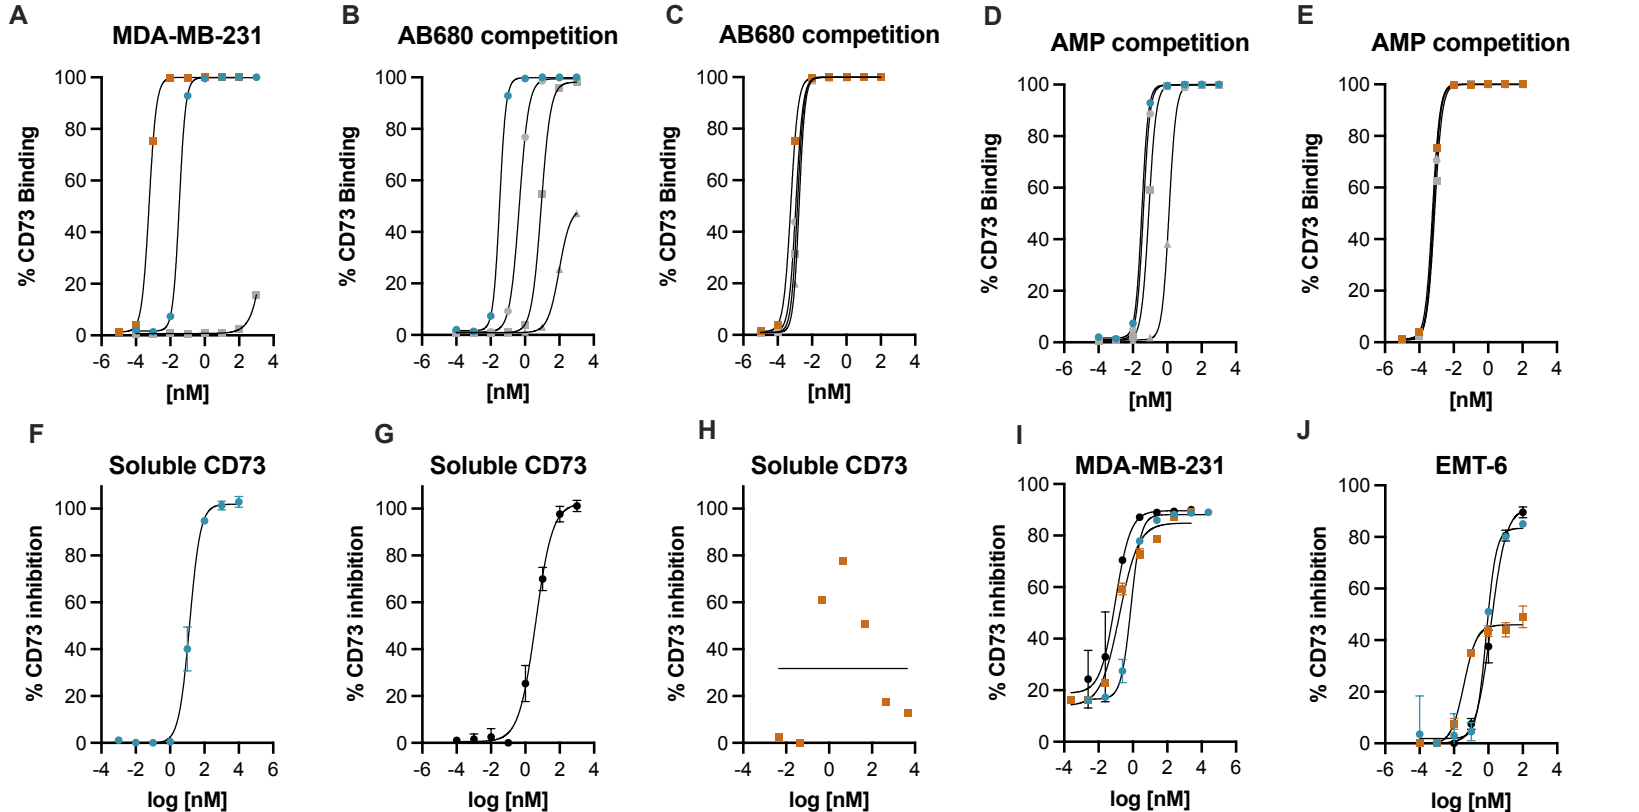 A
MDA-MB-231
% CD73 Binding
100
80
60
40
20
0
-6 -4 -2 0 2 4
[nM]
B
AB680 competition
% CD73 Binding
100
80
60
40
20
0
-6 -4 -2 0 2 4
[nM]
C
AB680 competition
% CD73 Binding
100
80
60
40
20
0
-6 -4 -2 0 2 4
[nM]
D
AMP competition
% CD73 Binding
100
80
60
40
20
0
-6 -4 -2 0 2 4
[nM]
E
AMP competition
% CD73 Binding
100
80
60
40
20
0
-6 -4 -2 0 2 4
[nM]
F
Soluble CD73
% CD73 inhibition
100
80
60
40
20
0
-4 -2 0 2 4 6
log [nM]
G
Soluble CD73
% CD73 inhibition
100
80
60
40
20
0
-6 -4 -2 0 2 4
log [nM]
H
Soluble CD73
% CD73 inhibition
100
80
60
40
20
0
-4 -2 0 2 4
log [nM]
I
MDA-MB-231
% CD73 inhibition
100
80
60
40
20
0
-4 -2 0 2 4 6
log [nM]
J
EMT-6
% CD73 inhibition
100
80
60
40
20
0
-6 -4 -2 0 2 4
log [nM]